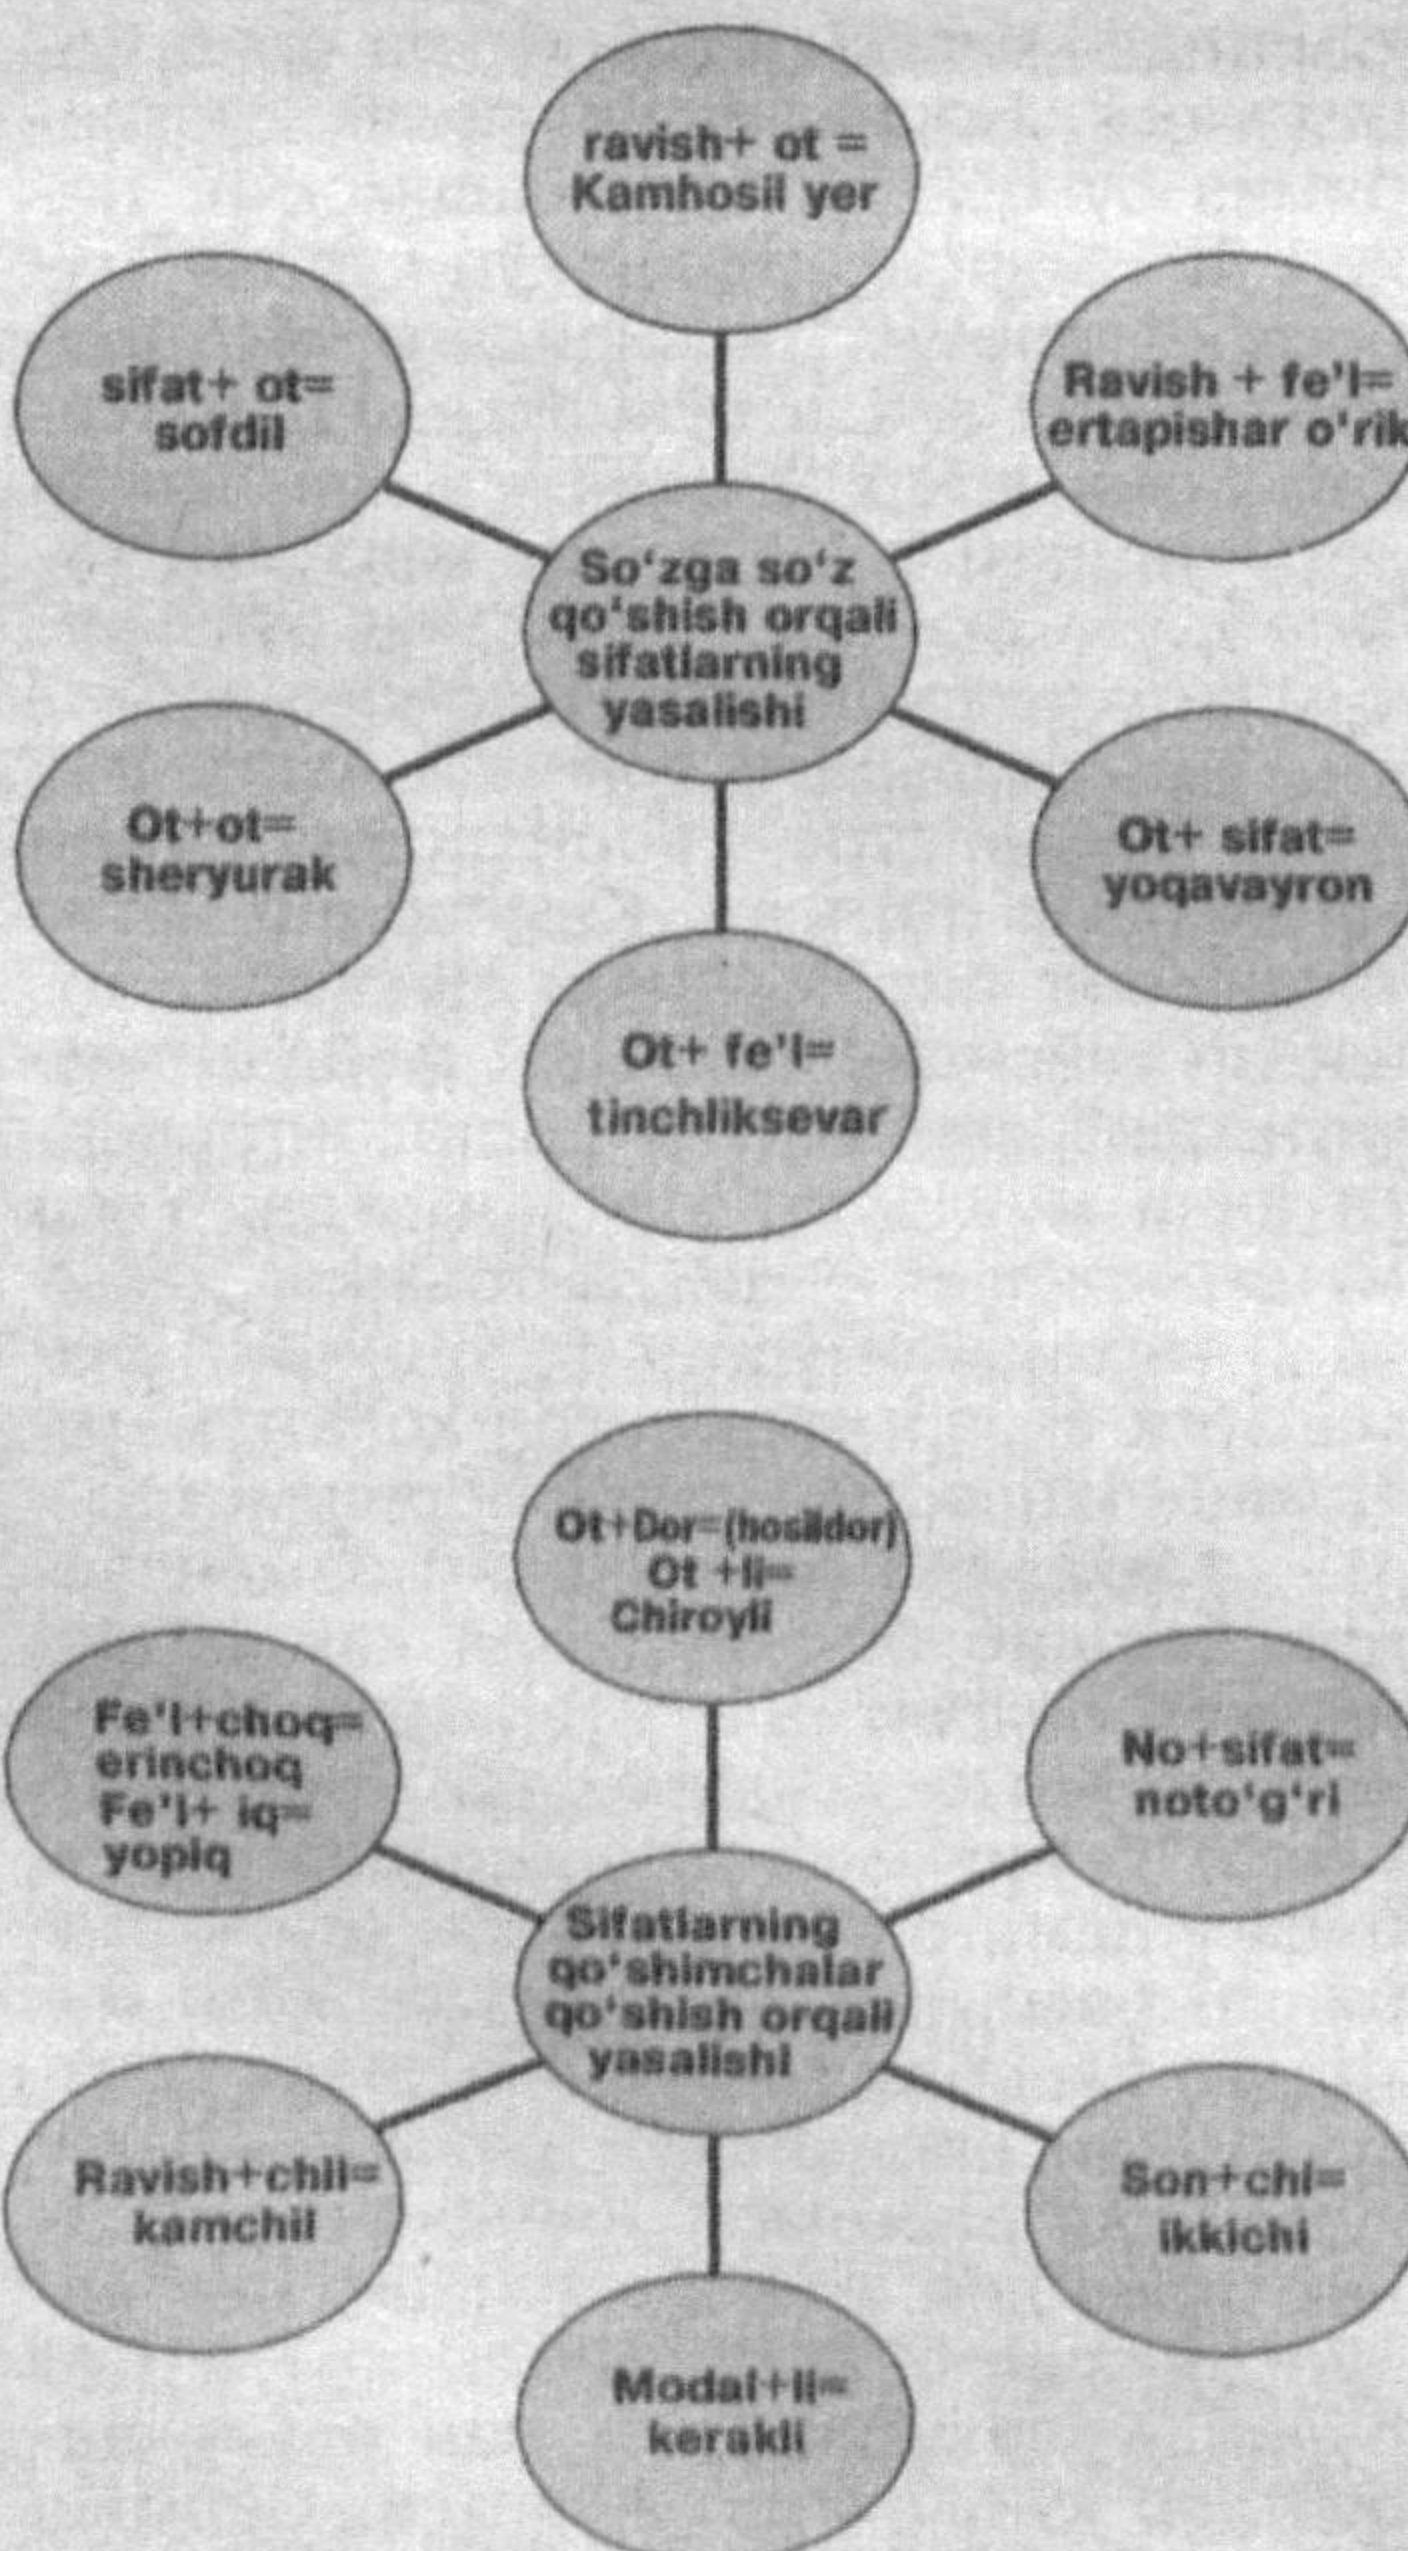 ravish+ ot =
Kamhosil yer
sifat+ ot=
sofdil
Ravish + fe'l=
ertapishar o‘rik
So‘zga so‘z
qo‘shish orqali
sifatlarning
yasalishi
Ot+ot=
sheryurak
Ot+ sifat=
yoqavayron
Ot+ fe'l=
tinchliksevar
Ot+Dor=(hosildor)
Ot +li=
Chiroyli
Fe'l+choq=
erinchoq
Fe'l+ iq=
yopiq
No+sifat=
noto‘g‘ri
Sifatlarning
qo‘shimchalar
qo‘shish orqali
yasalishi
Ravish+chil=
kamchil
Son+chi=
ikkichi
Modal+li=
kerakli